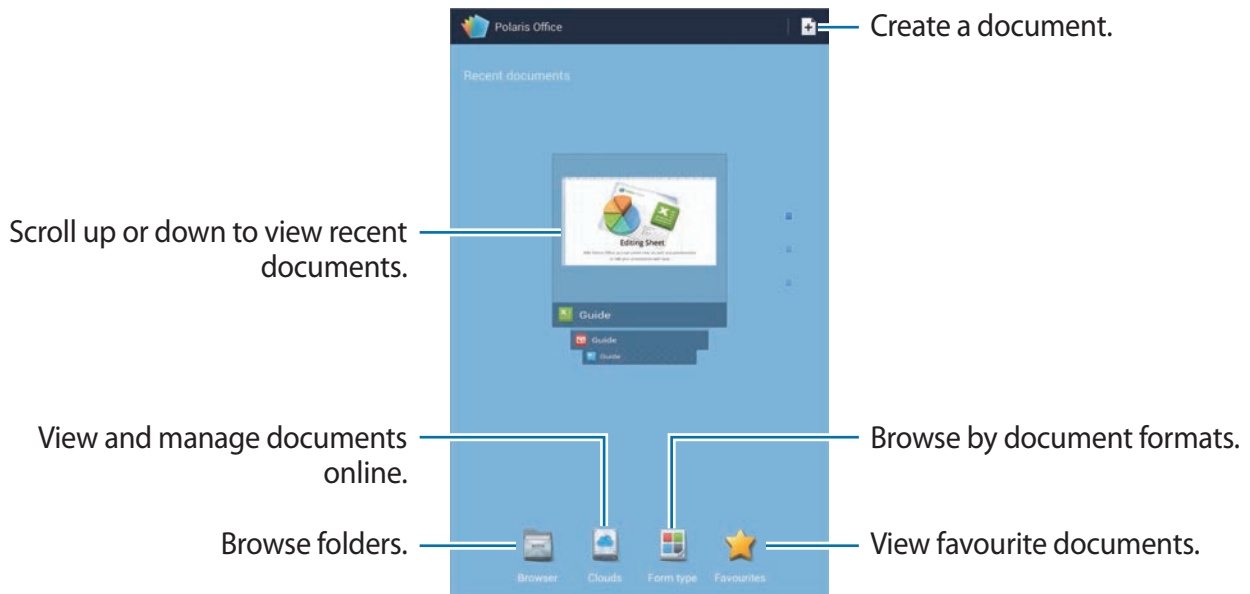 Polaris Office
Create a document.
Recent documents
Editing Sheet
Scroll up or down to view recent
documents.
Guide
Guide
Guide
View and manage documents
online.
Browse by document formats.
Browse folders.
View favourite documents.
Browser
Clouds
Form type
Favourites